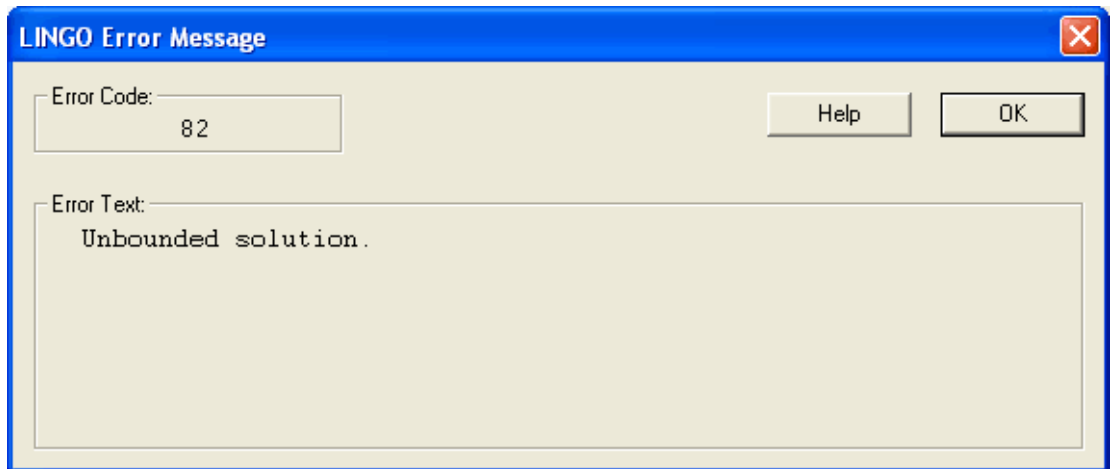 LINGO Error Message
Error Code:
82
Help
OK
Error Text:
Unbounded solution.